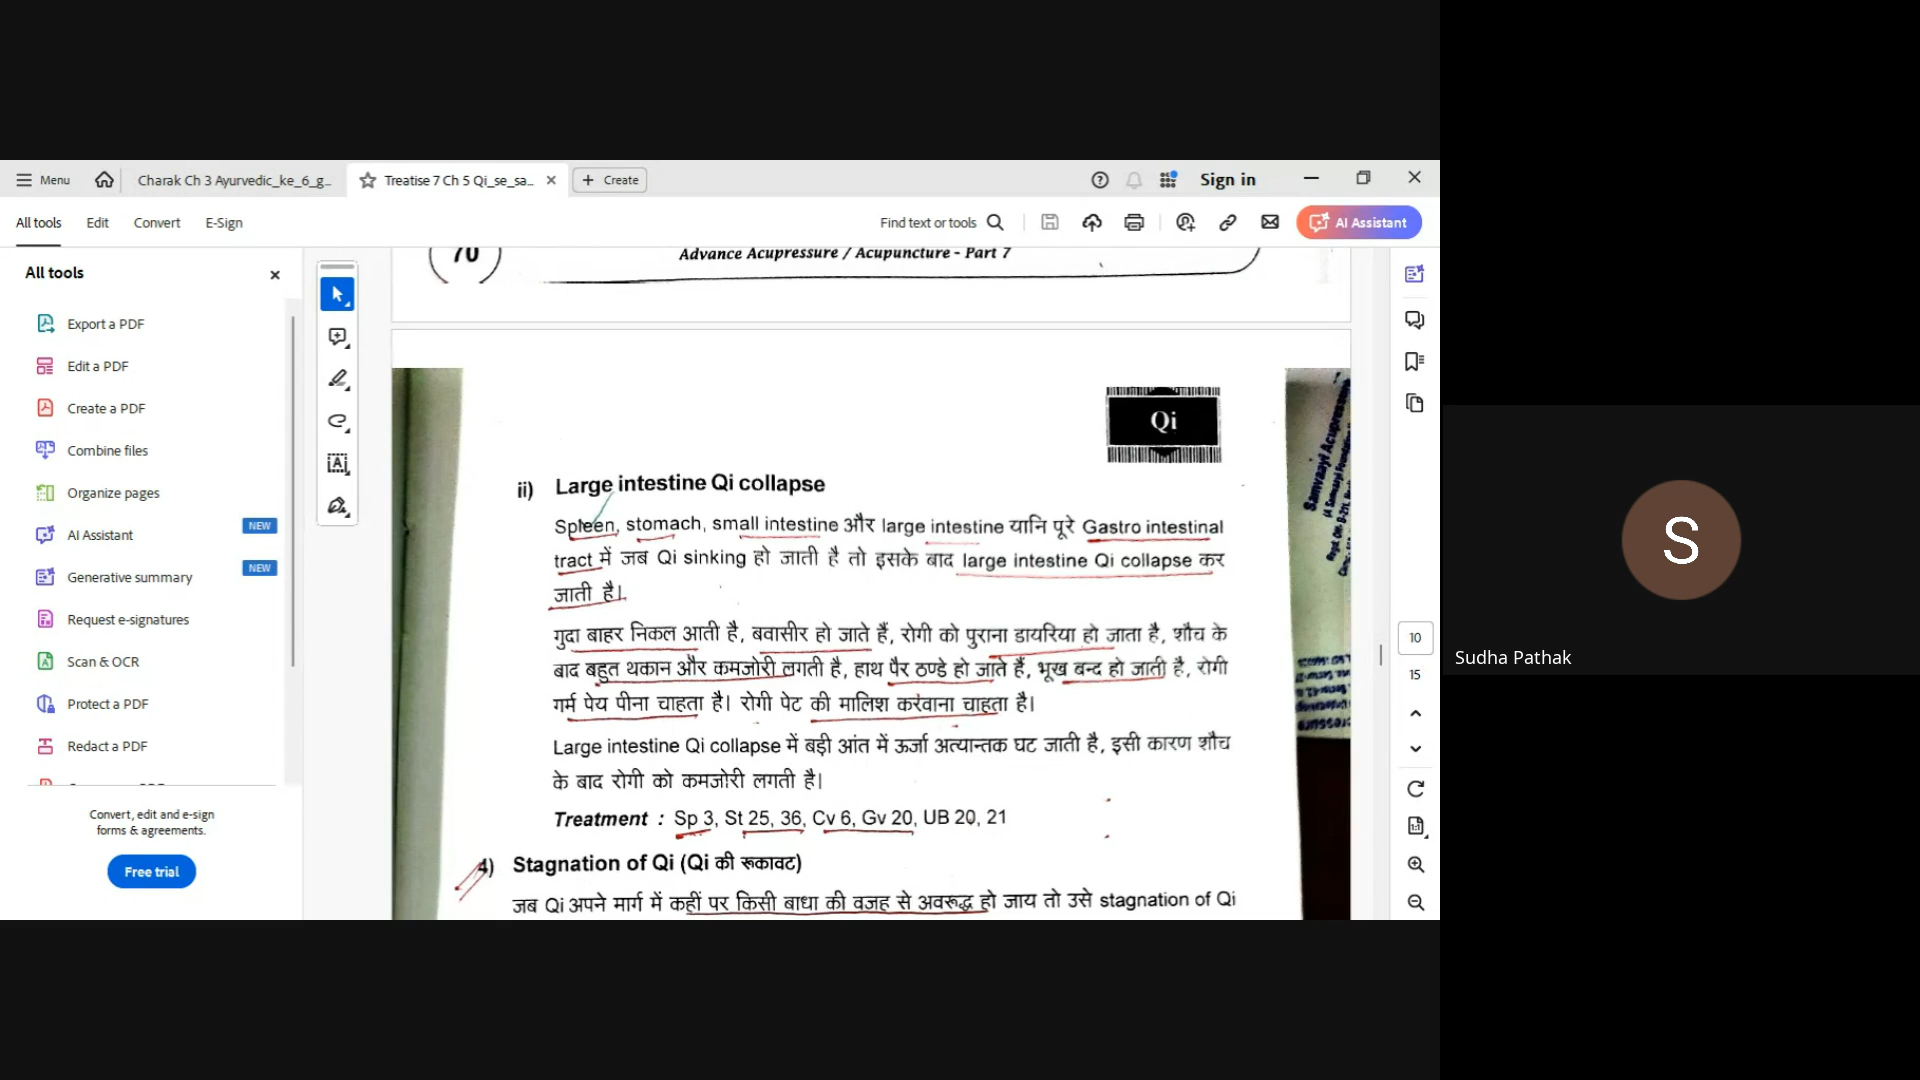 Menu
Charak Ch 3 Ayurvedic_ke_6_g...
Treatise 7 Ch 5 Qi_se_sa...
Create
Sign in
All tools
Edit
Convert
E-Sign
Find text or tools
AI Assistant
All tools
Export a PDF
Edit a PDF
Create a PDF
Combine files
Organize pages
AI Assistant
NEW
Generative summary
NEW
Request e-signatures
Scan & OCR
Protect a PDF
Redact a PDF
Convert, edit and e-sign
forms & agreements.
Free trial
70
Advance Acupressure / Acupuncture - Part 7
Qi
ii) Large intestine Qi collapse
Spleen, stomach, small intestine और large intestine यानि पूरे Gastro intestinal
tract में जब Qi sinking हो जाती है तो इसके बाद large intestine Qi collapse कर
जाती है।
गुदा बाहर निकल आती है, बवासीर हो जाते हैं, रोगी को पुराना डायरिया हो जाता है, शौच के
बाद बहुत थकान और कमजोरी लगती है, हाथ पैर ठण्डे हो जाते हैं, भूख बन्द हो जाती है, रोगी
गर्म पेय पीना चाहता है। रोगी पेट की मालिश करवाना चाहता है।
Large intestine Qi collapse में बड़ी आंत में ऊर्जा अत्यान्तक घट जाती है, इसी कारण शौच
के बाद रोगी को कमजोरी लगती है।
Treatment : Sp 3, St 25, 36, Cv 6, Gv 20, UB 20, 21
4) Stagnation of Qi (Qi की रूकावट)
जब Qi अपने मार्ग में कहीं पर किसी बाधा की वजह से अवरूद्ध हो जाय तो उसे stagnation of Qi
Samvaayi Acupressure
10
15
S
Sudha Pathak